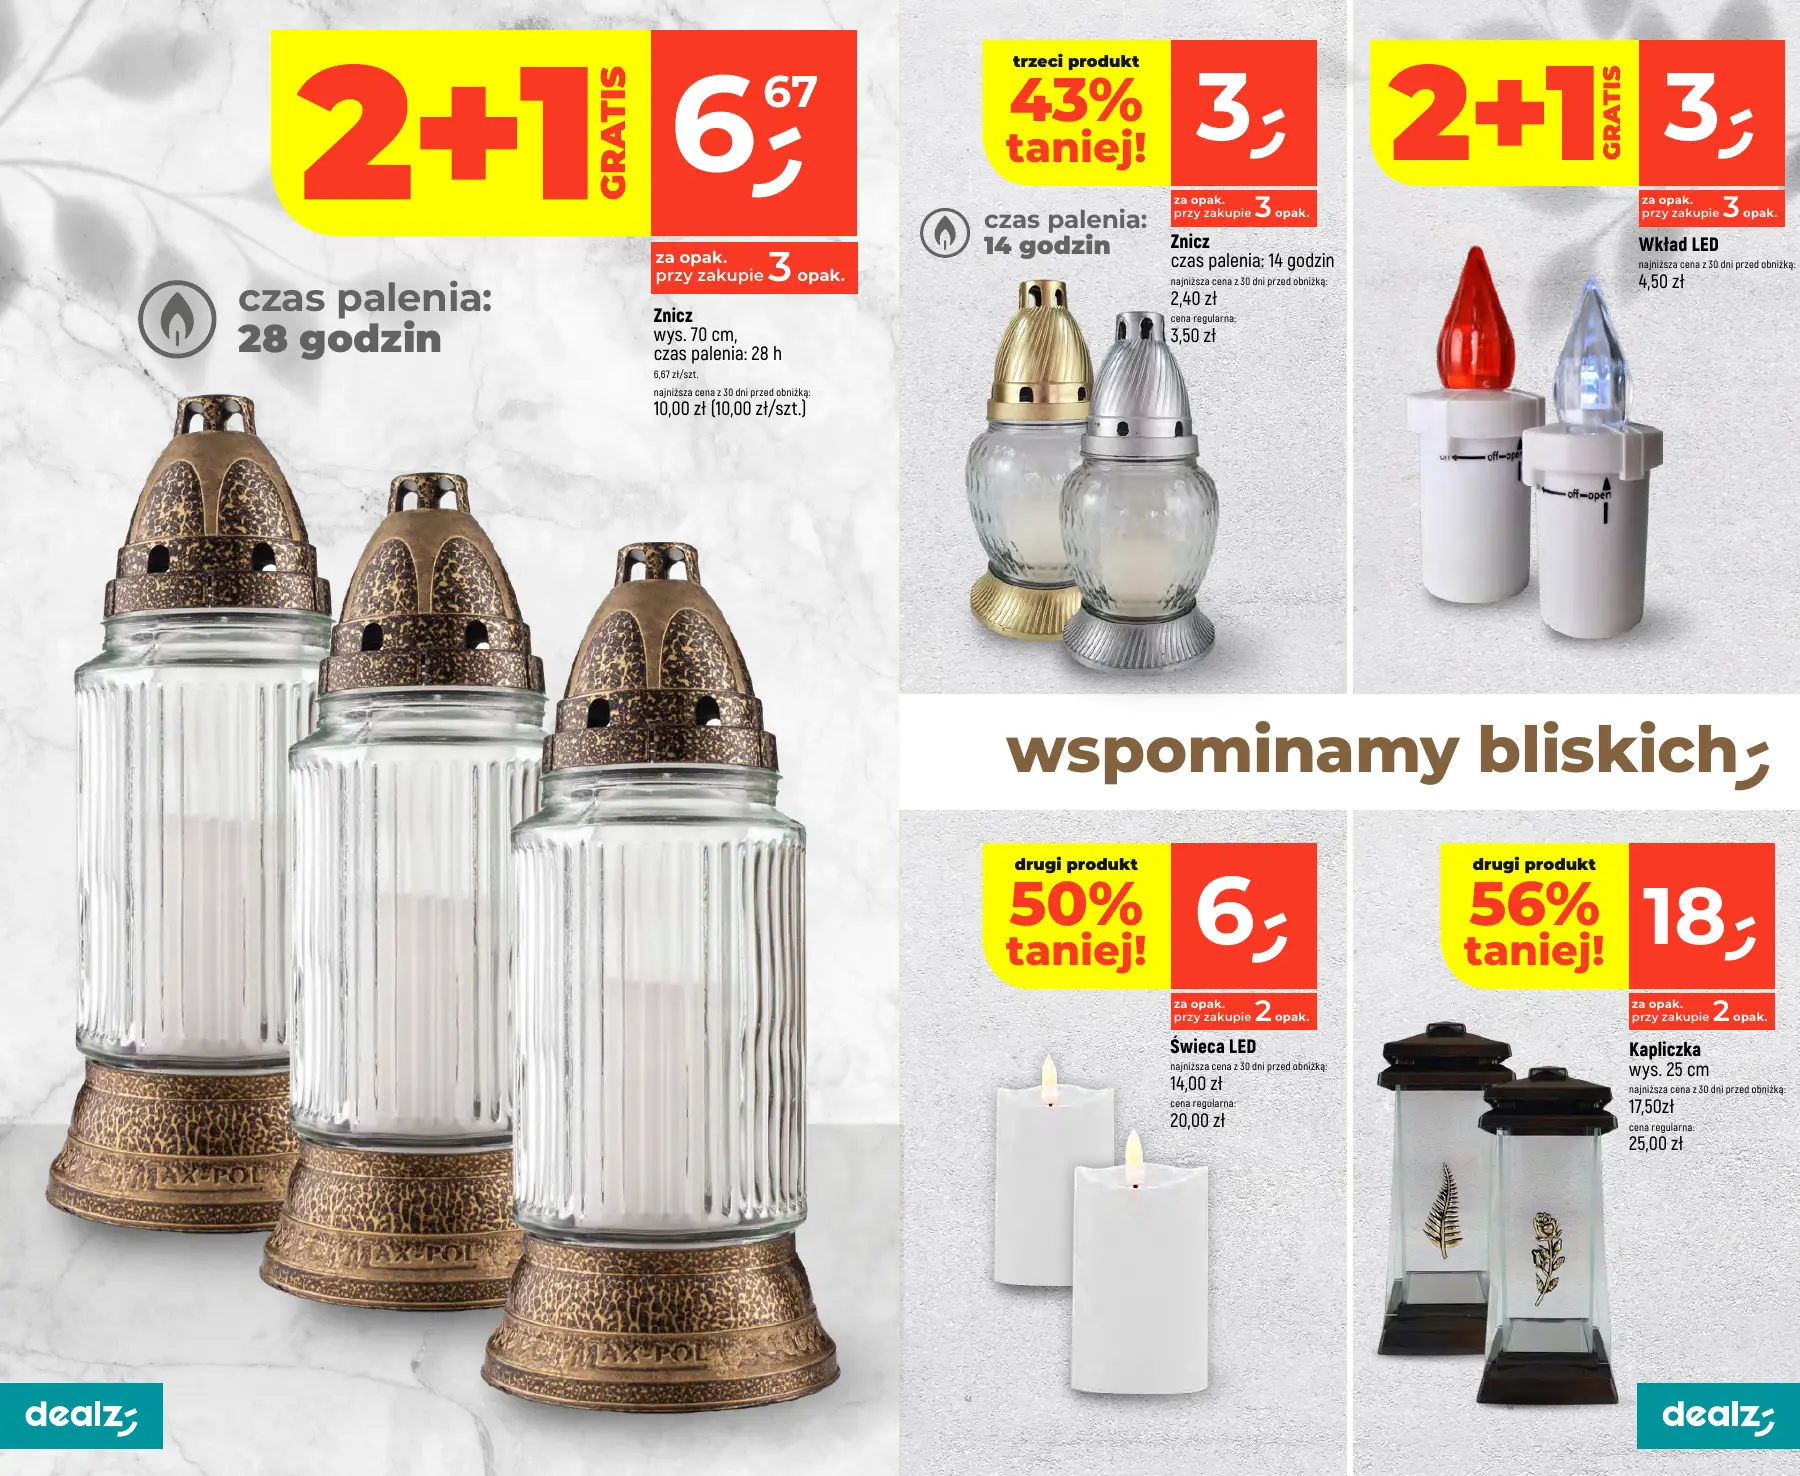 2+1
GRATIS
6,67
za opak.
przy zakupie 3 opak.
czas palenia:
28 godzin
Znicz
wys. 70 cm,
czas palenia: 28 h
6,67 zł/szt.
najniższa cena z 30 dni przed obniżką:
10,00 zł (10,00 zł/szt.)
MAX-POL
MAX-POL
MAX-POL
dealz
trzeci produkt
43%
taniej!
3,-
za opak.
przy zakupie 3 opak.
czas palenia:
14 godzin
Znicz
czas palenia: 14 godzin
najniższa cena z 30 dni przed obniżką:
2,40 zł
cena regularna:
3,50 zł
2+1
GRATIS
3,-
za opak.
przy zakupie 3 opak.
Wkład LED
najniższa cena z 30 dni przed obniżką:
4,50 zł
off–open
off–open
wspominamy bliskich
drugi produkt
50%
taniej!
6,-
za opak.
przy zakupie 2 opak.
Świeca LED
najniższa cena z 30 dni przed obniżką:
14,00 zł
cena regularna:
20,00 zł
drugi produkt
56%
taniej!
18,-
za opak.
przy zakupie 2 opak.
Kapliczka
wys. 25 cm
najniższa cena z 30 dni przed obniżką:
17,50zł
cena regularna:
25,00 zł
dealz